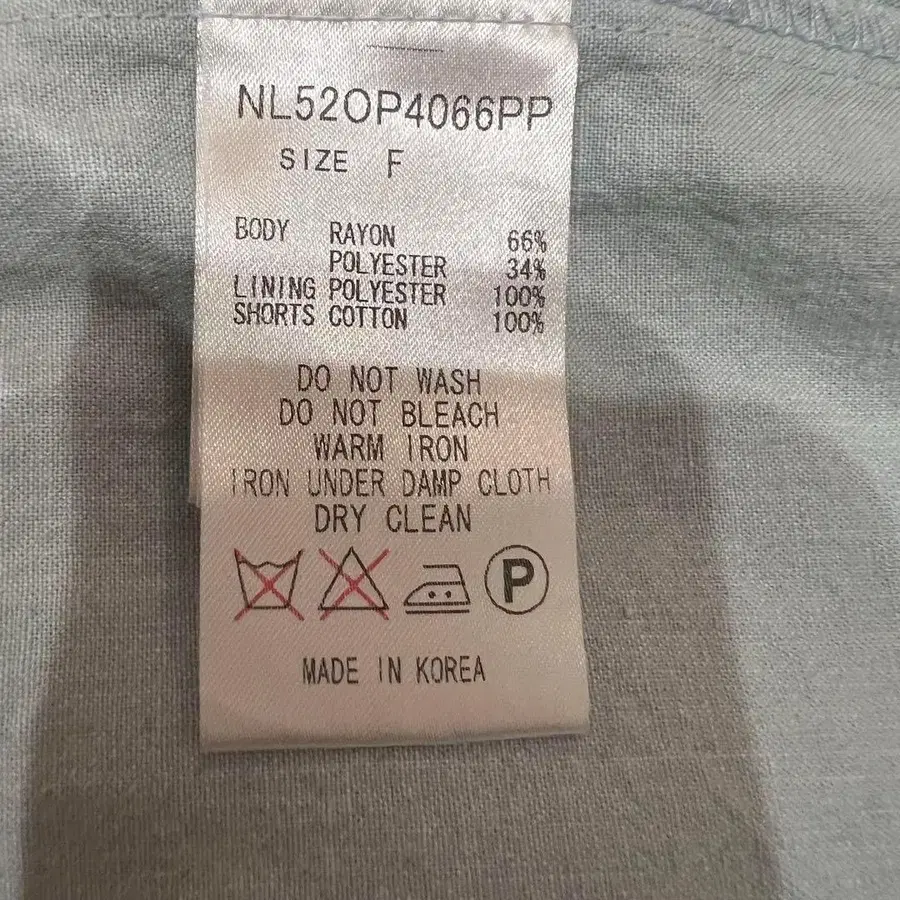 NL52OP4066PP
SIZE F
BODY RAYON 66%
POLYESTER 34%
LINING POLYESTER 100%
SHORTS COTTON 100%
DO NOT WASH
DO NOT BLEACH
WARM IRON
IRON UNDER DAMP CLOTH
DRY CLEAN
P
MADE IN KOREA